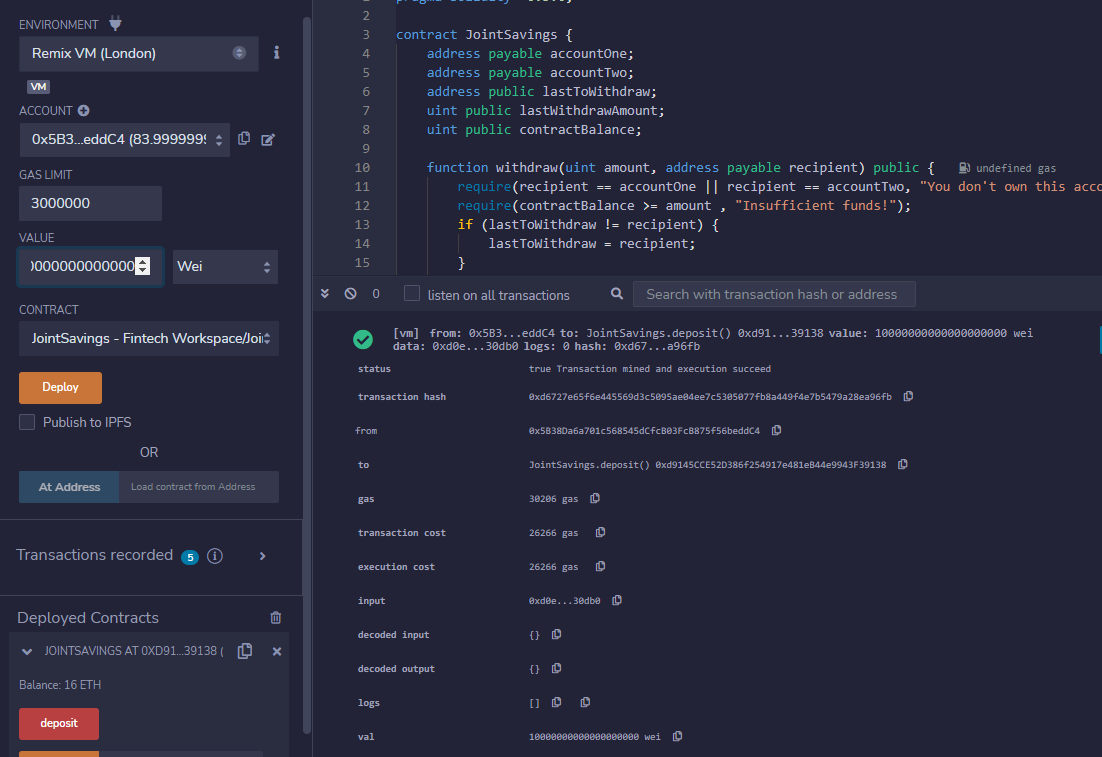 ENVIRONMENT
Remix VM (London)
VM
ACCOUNT
0x5B3...eddC4 (83.9999999
GAS LIMIT
3000000
VALUE
0000000000000
Wei
CONTRACT
JointSavings - Fintech Workspace/Joi
Deploy
Publish to IPFS
OR
At Address
Load contract from Address
Transactions recorded 5 i
Deployed Contracts
JOINTSAVINGS AT 0XD91...39138 (
Balance: 16 ETH
deposit
2
3 contract JointSavings {
4 address payable accountOne;
5 address payable accountTwo;
6 address public lastToWithdraw;
7 uint public lastWithdrawAmount;
8 uint public contractBalance;
9
10 function withdraw(uint amount, address payable recipient) public { undefined gas
11 require(recipient == accountOne || recipient == accountTwo, "You don't own this acco
12 require(contractBalance >= amount , "Insufficient funds!");
13 if (lastToWithdraw != recipient) {
14 lastToWithdraw = recipient;
15 }
0 listen on all transactions Search with transaction hash or address
[vm] from: 0x5B3...eddC4 to: JointSavings.deposit() 0xd91...39138 value: 10000000000000000000 wei
data: 0xd0e...30db0 logs: 0 hash: 0xd67...a96fb
status true Transaction mined and execution succeed
transaction hash 0xd6727e65f6e445569d3c5095ae04ee7c5305077fb8a449f4e7b5479a28ea96fb
from 0x5B38Da6a701c568545dCfcB03FcB875f56beddC4
to JointSavings.deposit() 0xd9145CCE52D386f254917e481eB44e9943F39138
gas 30206 gas
transaction cost 26266 gas
execution cost 26266 gas
input 0xd0e...30db0
decoded input {}
decoded output {}
logs []
val 10000000000000000000 wei